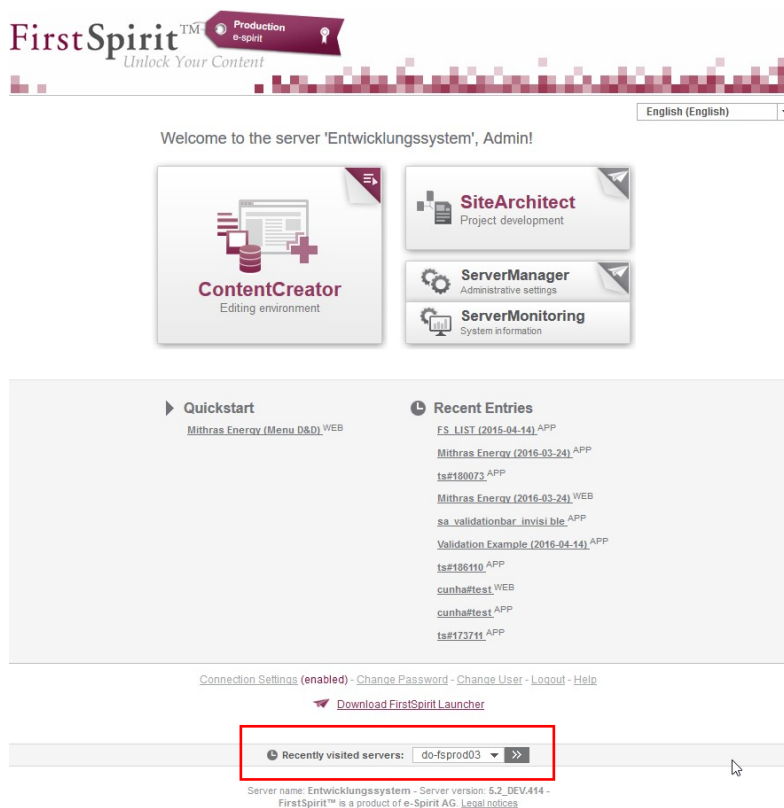 FirstSpirit™
Unlock Your Content
Production
e-spirit
English (English)
Welcome to the server 'Entwicklungssystem', Admin!
ContentCreator
Editing environment
SiteArchitect
Project development
ServerManager
Administrative settings
ServerMonitoring
System information
Quickstart
Mithras Energy (Menu D&D) WEB
Recent Entries
FS_LIST (2015-04-14) APP
Mithras Energy (2016-03-24) APP
ts#180073 APP
Mithras Energy (2016-03-24) WEB
sa_validationbar_invisi ble APP
Validation Example (2016-04-14) APP
ts#186110 APP
cunha#test WEB
cunha#test APP
ts#173711 APP
Connection Settings (enabled) - Change Password - Change User - Logout - Help
Download FirstSpirit Launcher
Recently visited servers: do-fsprod03 >>
Server name: Entwicklungssystem - Server version: 5.2_DEV.414 -
FirstSpirit™ is a product of e-Spirit AG. Legal notices